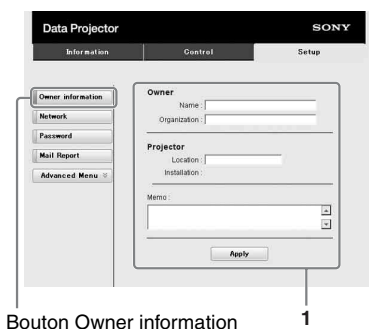 Data Projector SONY
Information Control Setup
Owner information
Network
Password
Mail Report
Advanced Menu
Owner
Name :
Organization :
Projector
Location :
Installation :
Memo :
Apply
Bouton Owner information 1